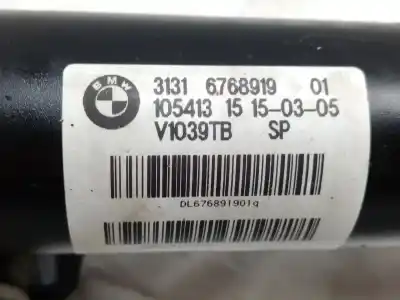 BMW
3131 6768919 01
105413 15 15-03-05
V1039TB SP
DL676891901q